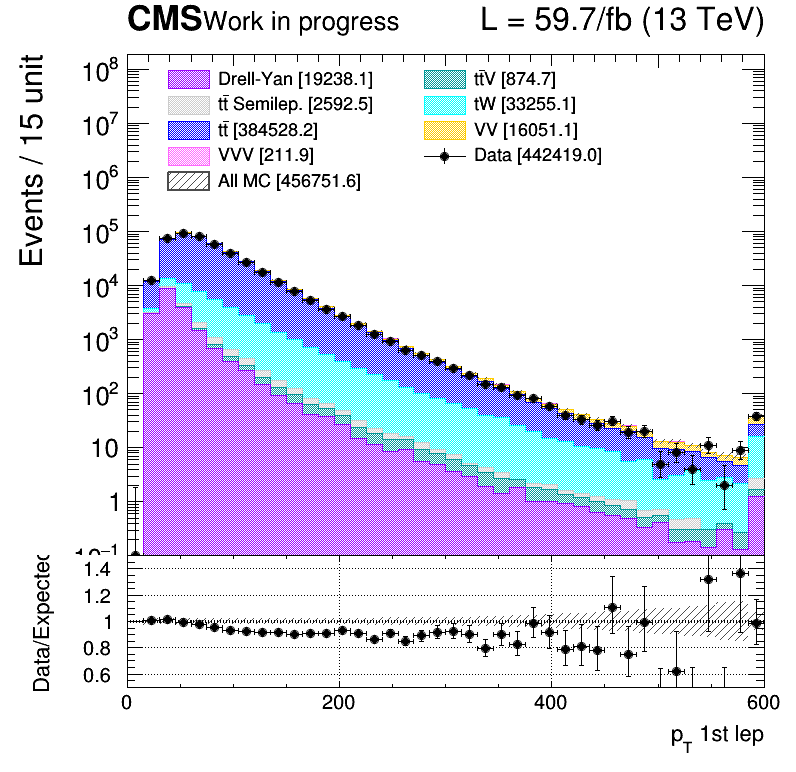 CMS Work in progress L = 59.7/fb (13 TeV)
Events / 15 unit
10⁸
10⁷
10⁶
10⁵
10⁴
10³
10²
10
1
10⁻¹
Drell-Yan [19238.1]
tt̄V [874.7]
tt̄ Semilep. [2592.5]
tW [33255.1]
tt̄ [384528.2]
VV [16051.1]
VVV [211.9]
Data [442419.0]
All MC [456751.6]
Data/Expected
1.4
1.2
1
0.8
0.6
0 200 400 600
p_T 1st lep